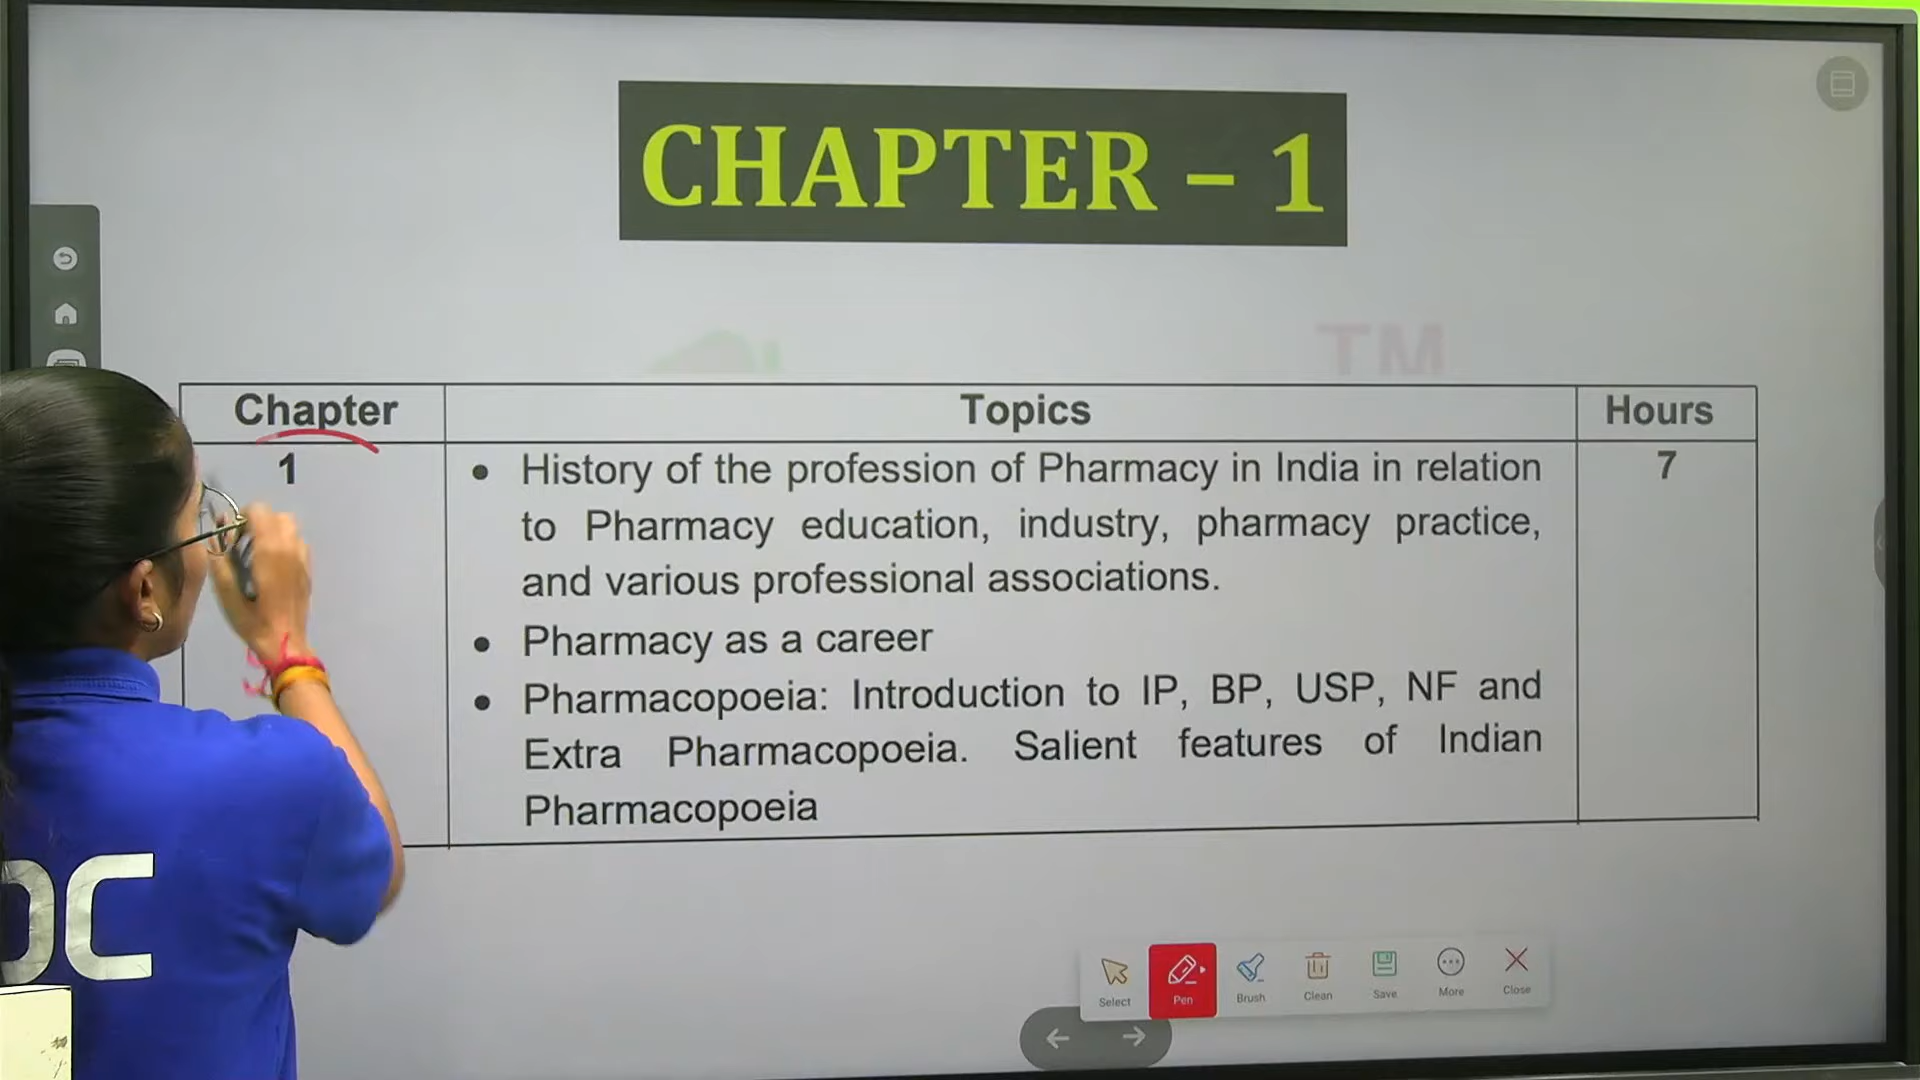 CHAPTER – 1
TM
Chapter
Topics
Hours
1
• History of the profession of Pharmacy in India in relation
to Pharmacy education, industry, pharmacy practice,
and various professional associations.
7
• Pharmacy as a career
• Pharmacopoeia: Introduction to IP, BP, USP, NF and
Extra Pharmacopoeia. Salient features of Indian
Pharmacopoeia
DC
Select
Pen
Brush
Clean
Save
More
Close